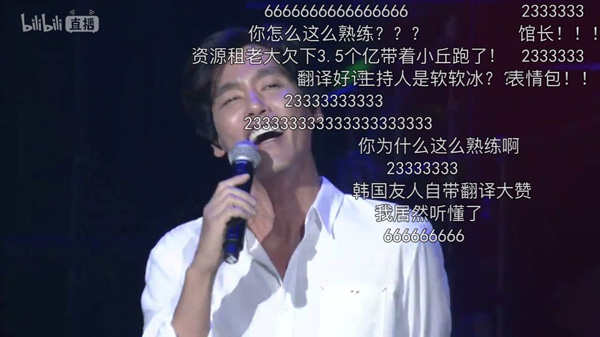 bilibili 直播
6666666666666666
2333333
你怎么这么熟练？？？
馆长！！！
资源租老大欠下3.5个亿带着小丘跑了！
2333333
翻译好评
主持人是软软冰？？
表情包！！
23333333333
233333333333333333333
你为什么这么熟练啊
23333333
韩国友人自带翻译大赞
我居然听懂了
666666666